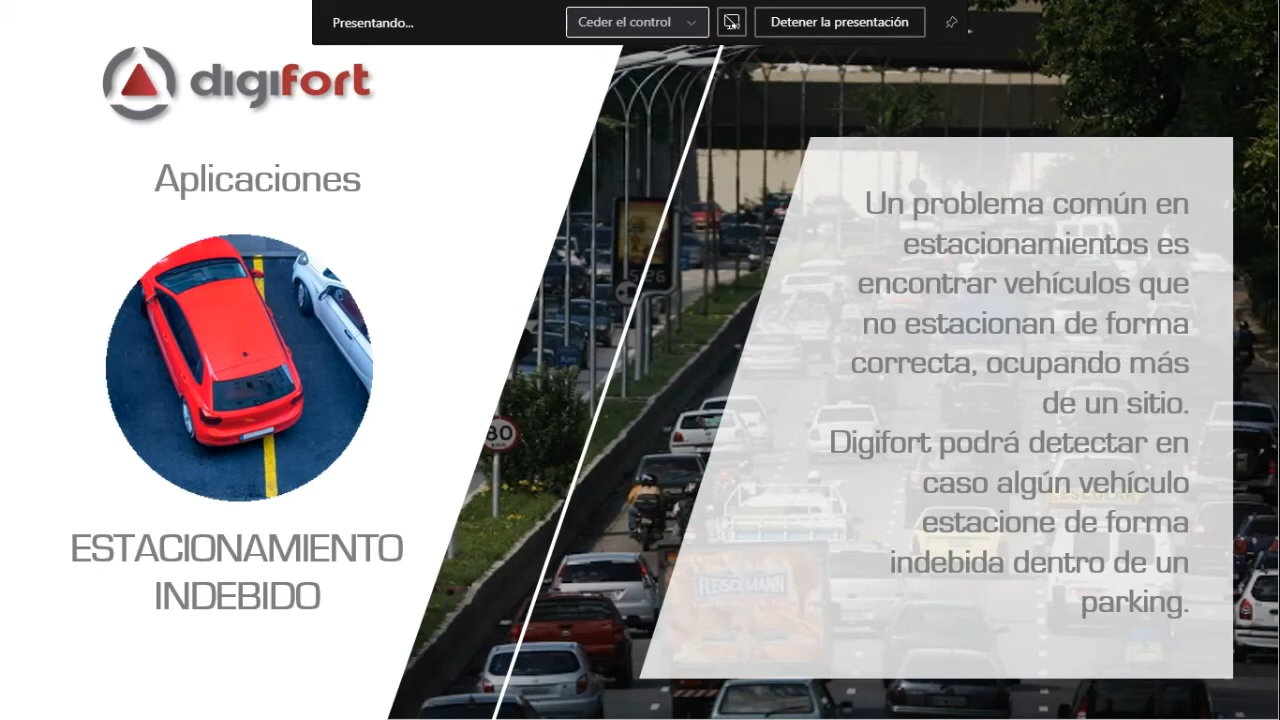 Presentando...
Ceder el control
Detener la presentación
digifort
Aplicaciones
ESTACIONAMIENTO
INDEBIDO
Un problema común en
estacionamientos es
encontrar vehículos que
no estacionan de forma
correcta, ocupando más
de un sitio.
Digifort podrá detectar en
caso algún vehículo
estacione de forma
indebida dentro de un
parking.
80
ESCOLAR
FLEISCHMANN